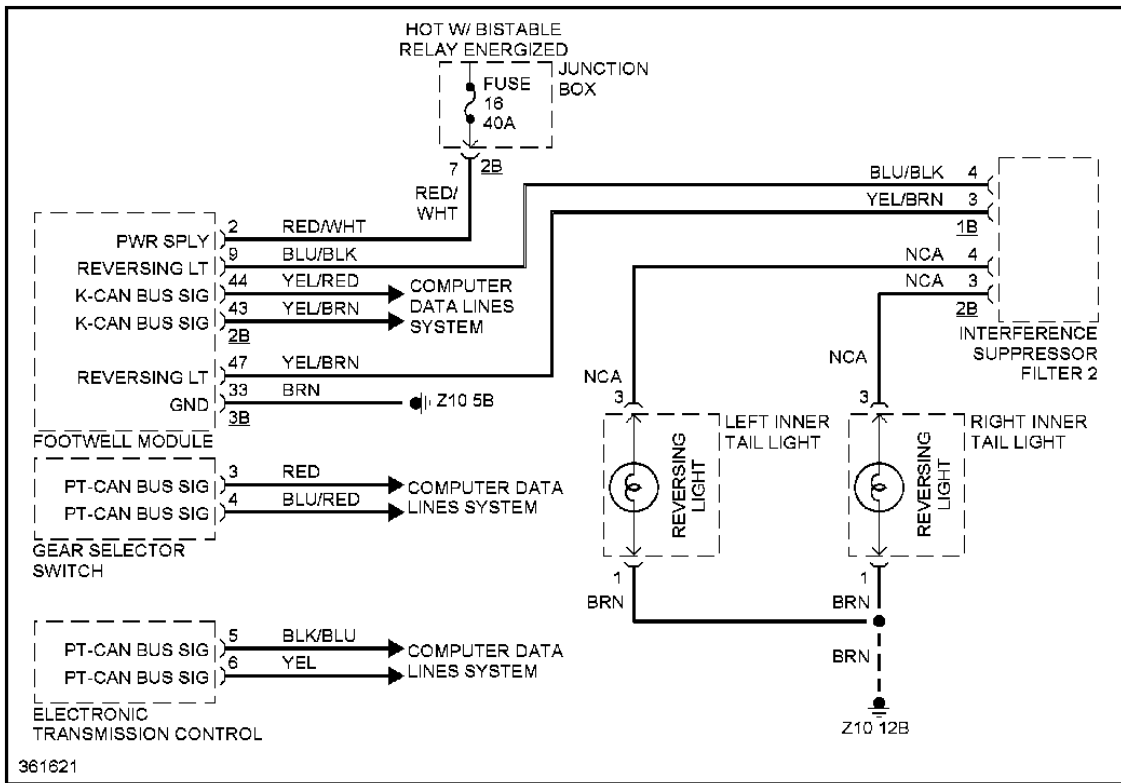 HOT W/ BISTABLE
RELAY ENERGIZED
JUNCTION
BOX
FUSE
16
40A
7
2B
RED/
WHT
BLU/BLK
4
YEL/BRN
3
1B
NCA
4
NCA
3
2B
INTERFERENCE
SUPPRESSOR
FILTER 2
PWR SPLY
2
RED/WHT
REVERSING LT
9
BLU/BLK
K-CAN BUS SIG
44
YEL/RED
K-CAN BUS SIG
43
YEL/BRN
2B
COMPUTER
DATA LINES
SYSTEM
REVERSING LT
47
YEL/BRN
GND
33
BRN
3B
Z10 5B
FOOTWELL MODULE
PT-CAN BUS SIG
3
RED
PT-CAN BUS SIG
4
BLU/RED
COMPUTER DATA
LINES SYSTEM
GEAR SELECTOR
SWITCH
PT-CAN BUS SIG
5
BLK/BLU
PT-CAN BUS SIG
6
YEL
COMPUTER DATA
LINES SYSTEM
ELECTRONIC
TRANSMISSION CONTROL
NCA
3
LEFT INNER
TAIL LIGHT
REVERSING
LIGHT
1
BRN
NCA
3
RIGHT INNER
TAIL LIGHT
REVERSING
LIGHT
1
BRN
BRN
Z10 12B
361621